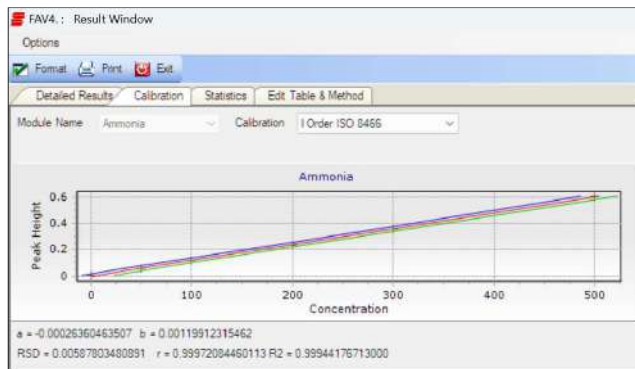 FAV4. : Result Window
Options
Format Print Exit
Detailed Results Calibration Statistics Edit Table & Method
Module Name Ammonia Calibration I Order ISO 8466
Ammonia
0.6
0.4
0.2
0
Peak Height
0 100 200 300 400 500
Concentration
a = -0.00026360463507 b = 0.00119912315462
RSD = 0.00587803480891 r = 0.99972084460113 R2 = 0.99944176713000